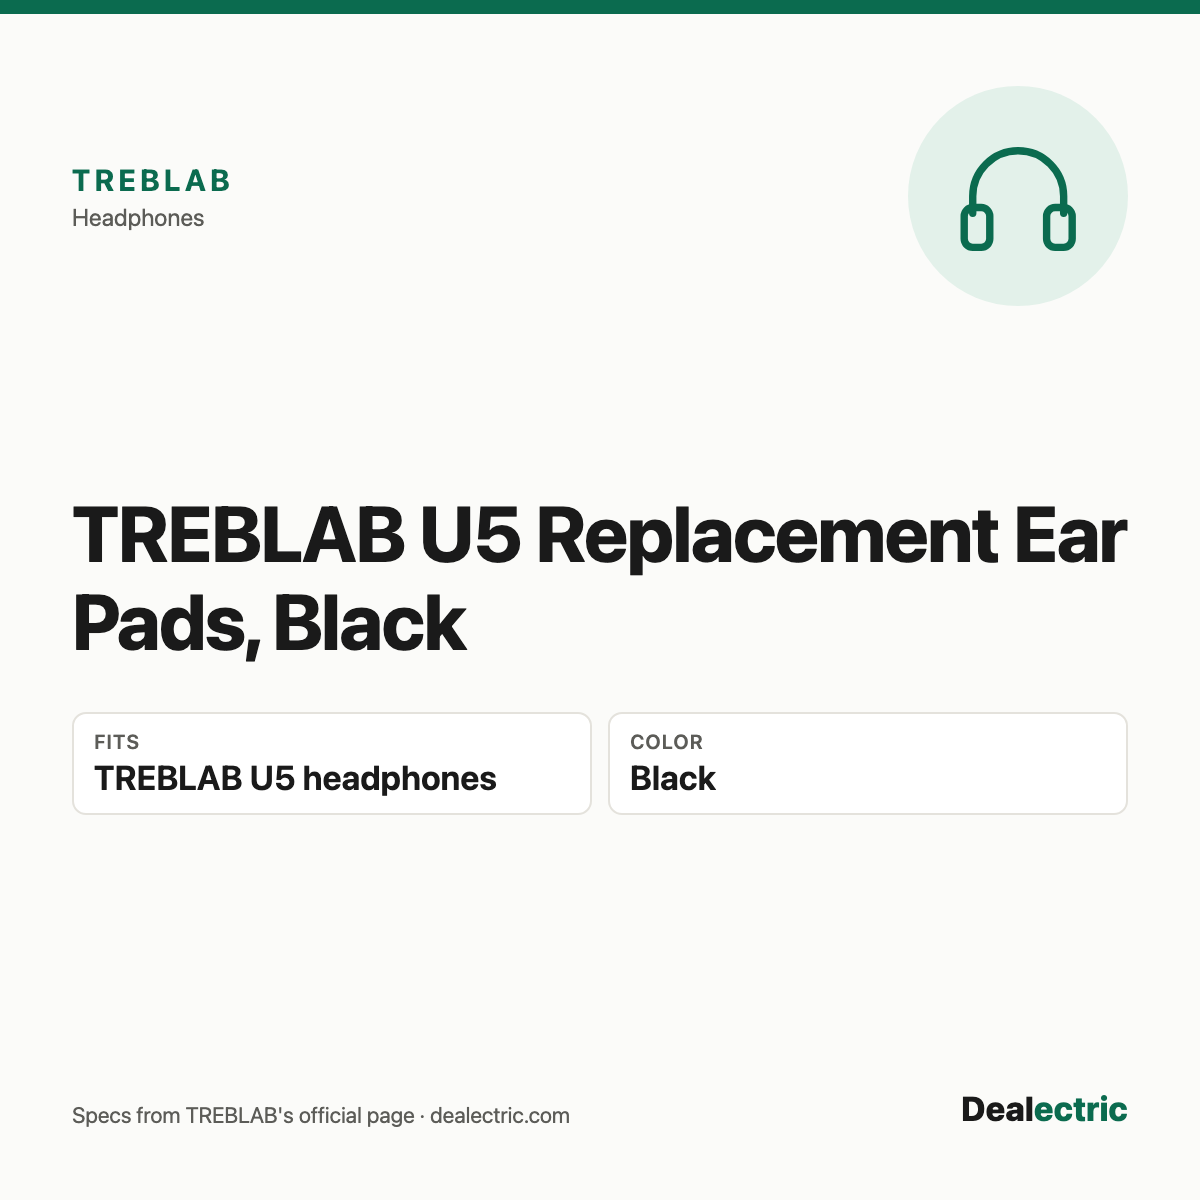 TREBLAB
Headphones
TREBLAB U5 Replacement Ear
Pads, Black
FITS
TREBLAB U5 headphones
COLOR
Black
Specs from TREBLAB's official page · dealectric.com
Dealectric